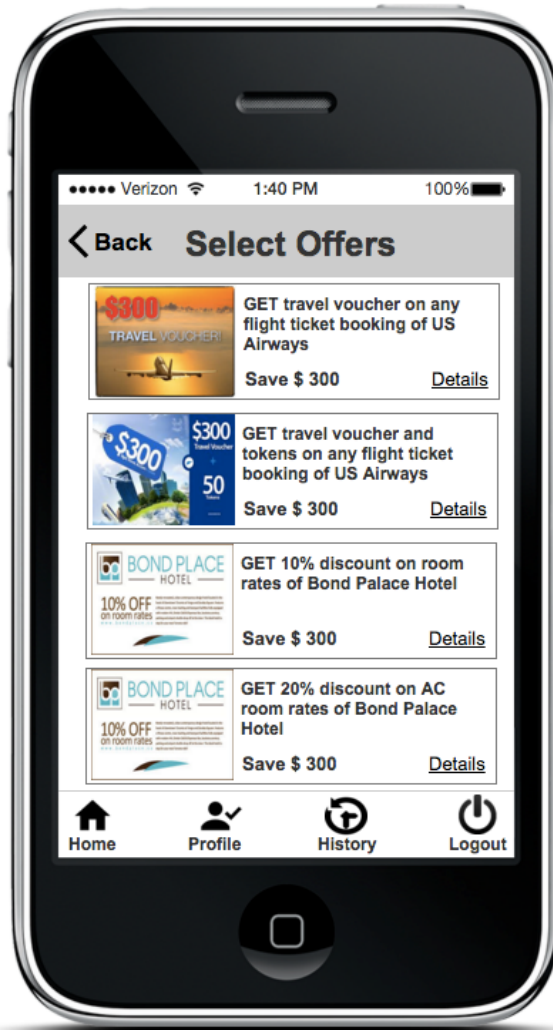 Verizon 1:40 PM 100%
Back Select Offers
$300
TRAVEL VOUCHER!
GET travel voucher on any
flight ticket booking of US
Airways
Save $ 300 Details
$300
$300
Travel Voucher
+
50
Tokens
GET travel voucher and
tokens on any flight ticket
booking of US Airways
Save $ 300 Details
BOND PLACE
HOTEL
10% OFF
on room rates
GET 10% discount on room
rates of Bond Palace Hotel
Save $ 300 Details
BOND PLACE
HOTEL
10% OFF
on room rates
GET 20% discount on AC
room rates of Bond Palace
Hotel
Save $ 300 Details
Home Profile History Logout